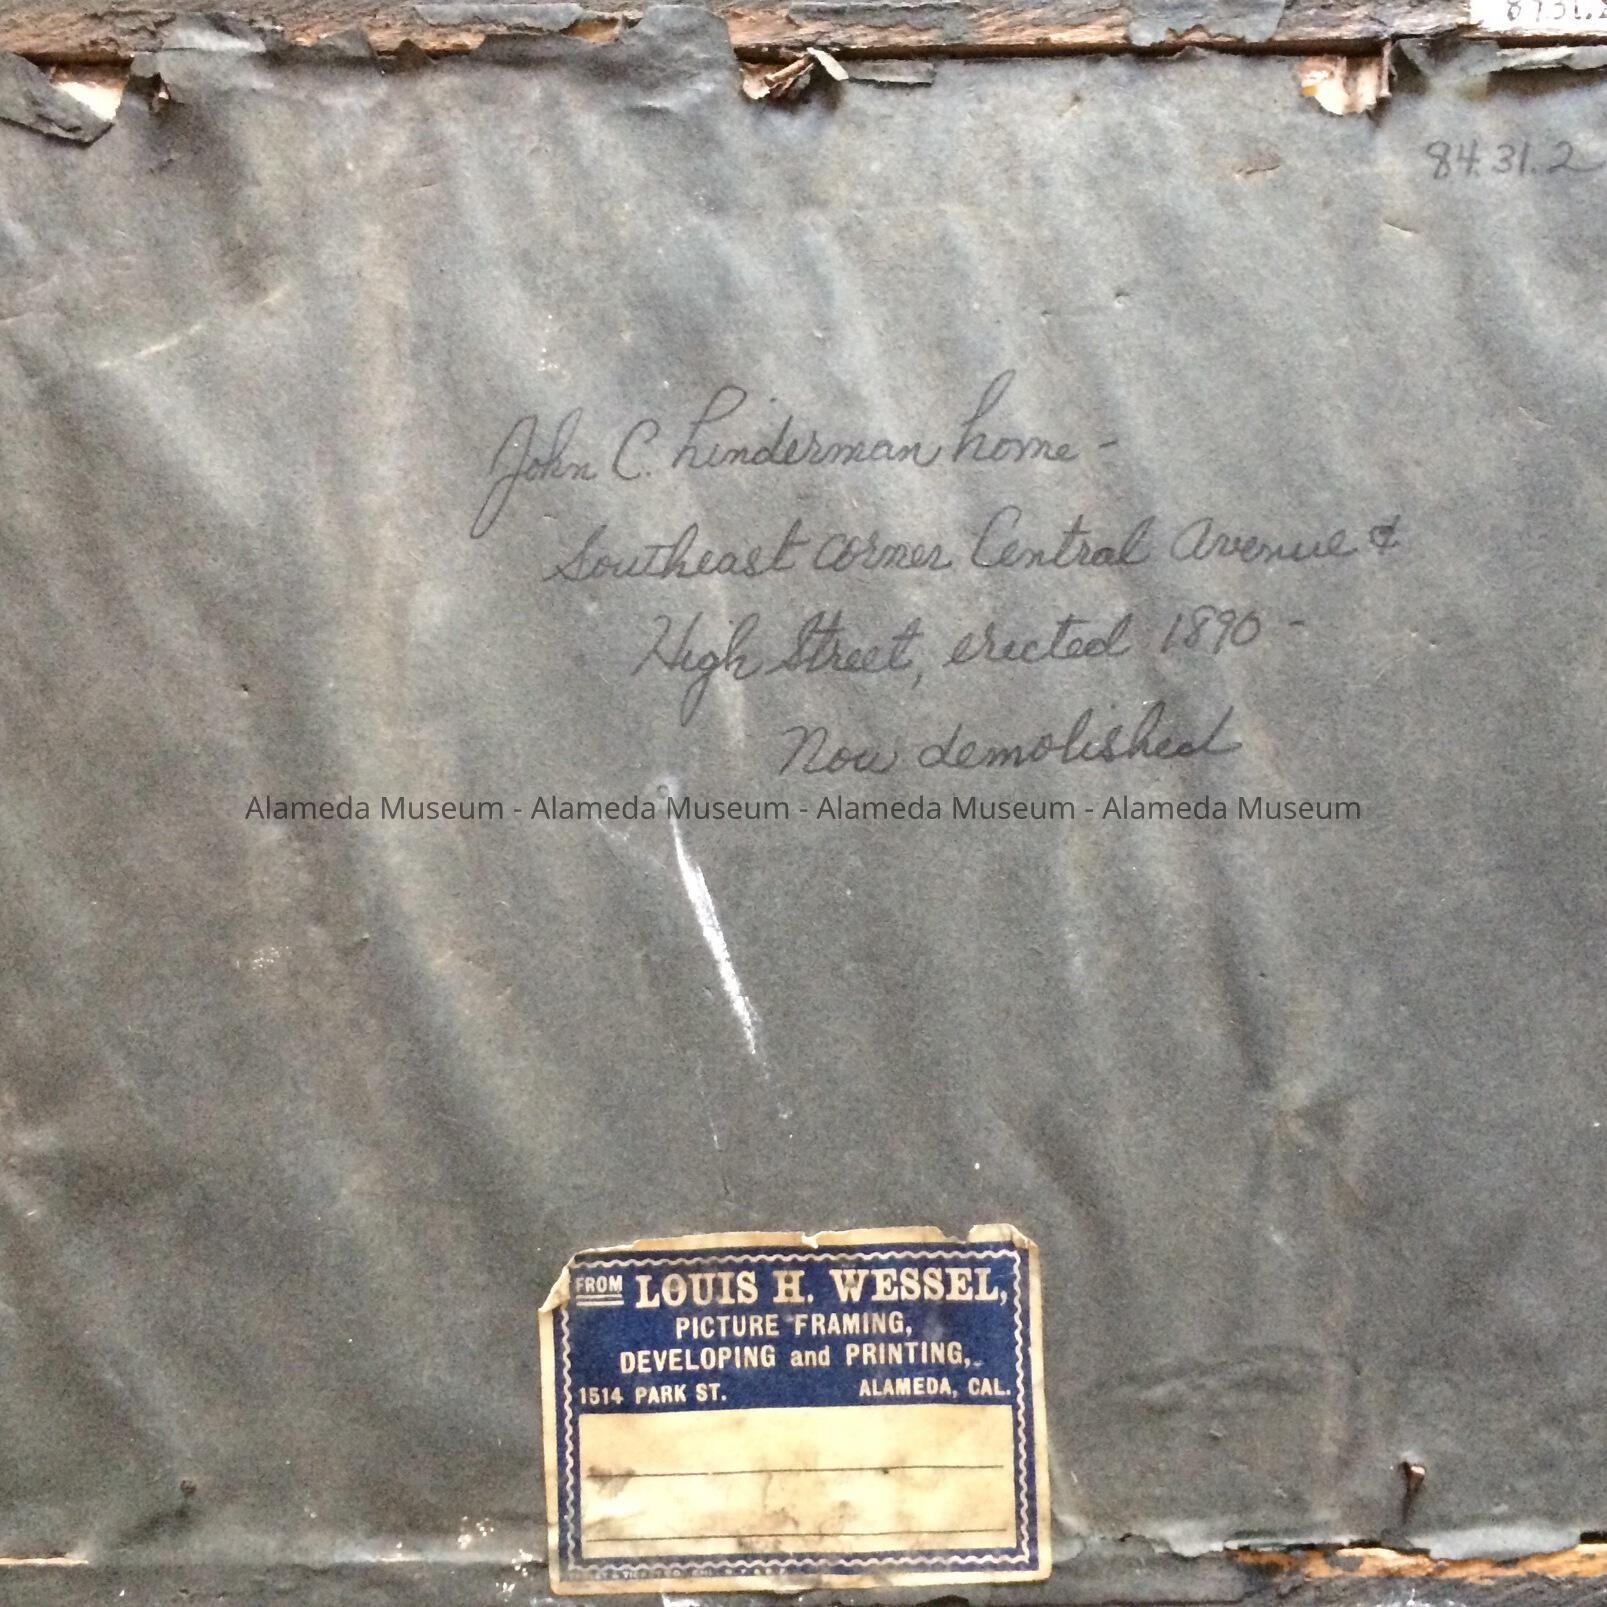 84.31.2
John C. Linderman home -
Southeast corner Central Avenue &
High Street, erected 1890 -
Now demolished
Alameda Museum - Alameda Museum - Alameda Museum - Alameda Museum
FROM LOUIS H. WESSEL,
PICTURE FRAMING,
DEVELOPING and PRINTING,
1514 PARK ST. ALAMEDA, CAL.